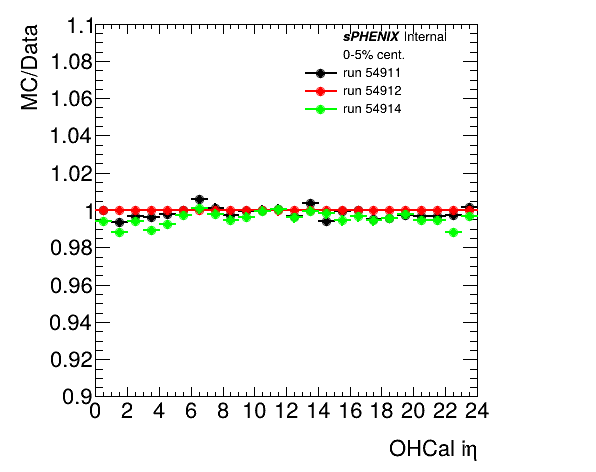 MC/Data
1.1
1.08
1.06
1.04
1.02
1
0.98
0.96
0.94
0.92
0.9
sPHENIX Internal
0-5% cent.
run 54911
run 54912
run 54914
0 2 4 6 8 10 12 14 16 18 20 22 24
OHCal iη